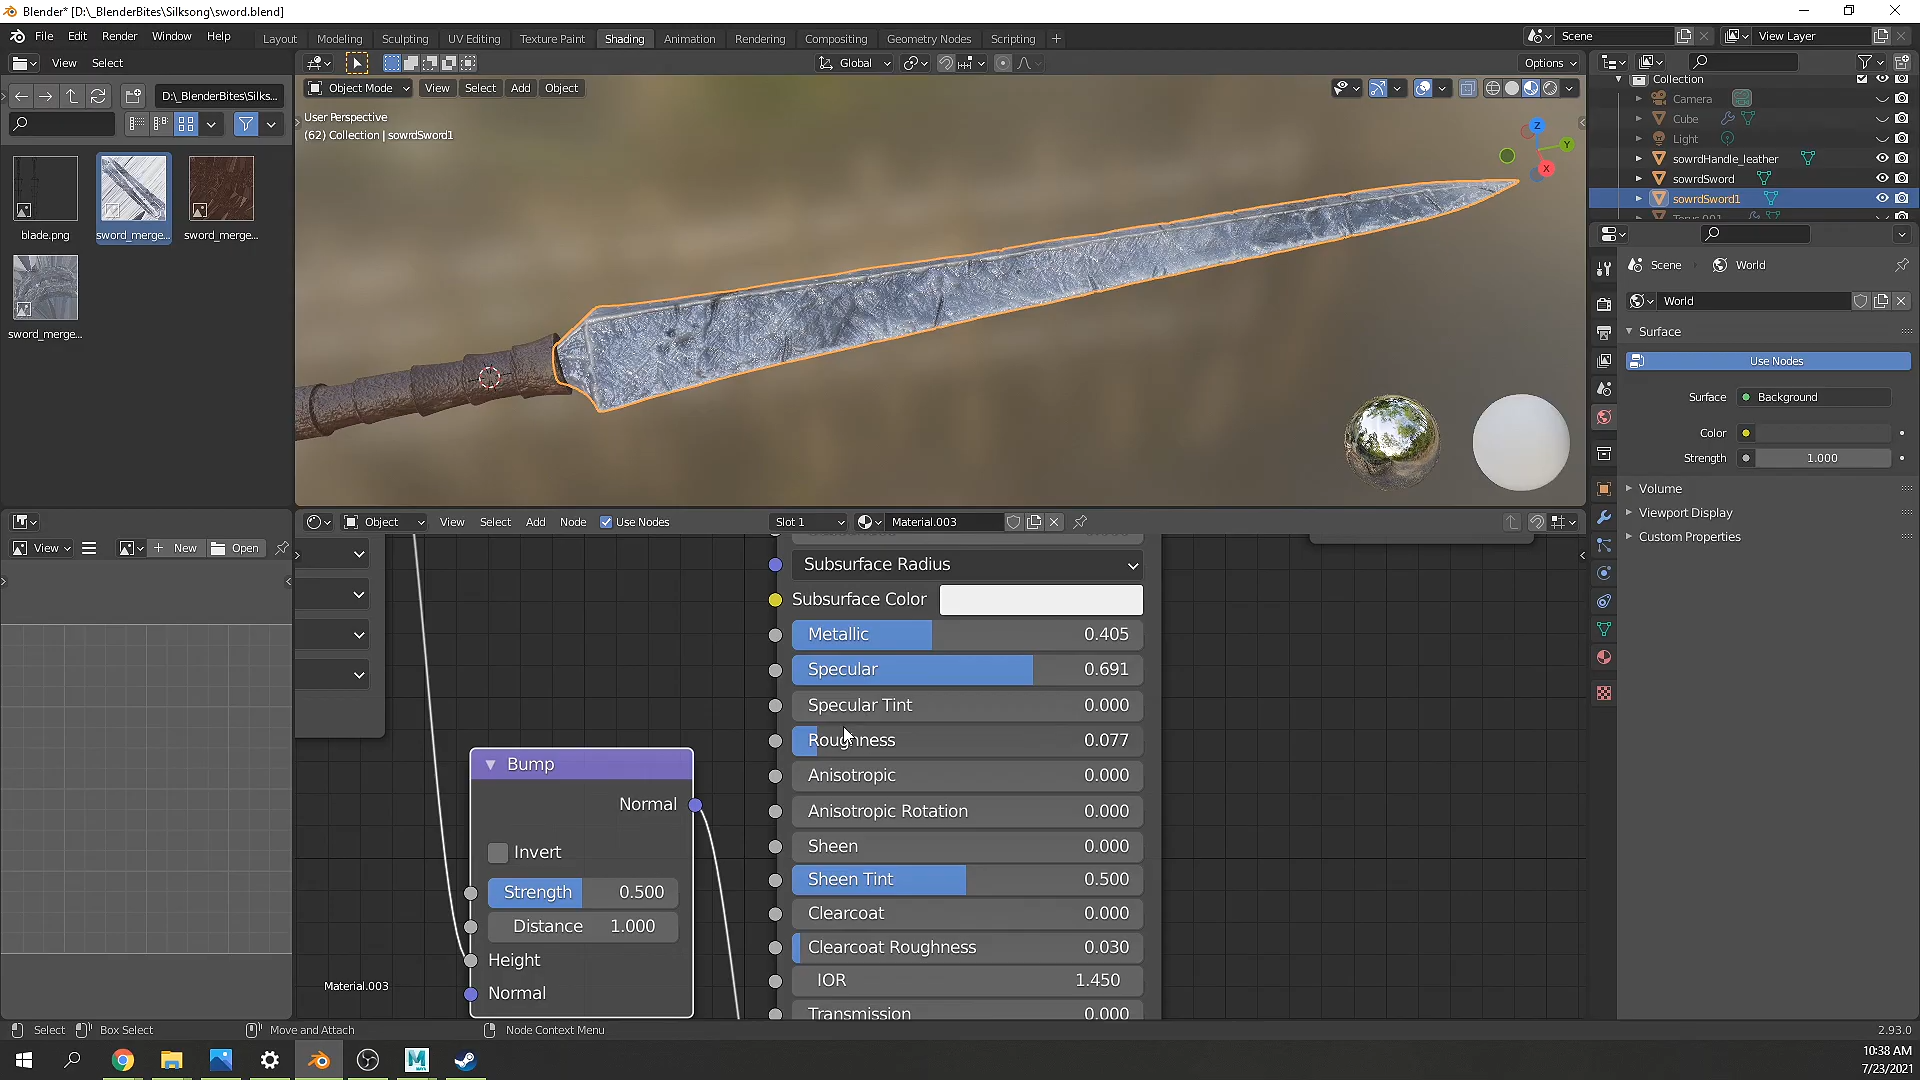 Blender* [D:\_BlenderBites\Silksong\sword.blend]
File Edit Render Window Help
Layout Modeling Sculpting UV Editing Texture Paint Shading Animation Rendering Compositing Geometry Nodes Scripting
Scene
View Layer
View Select
Global
Options
D:\_BlenderBites\Silks...
Object Mode View Select Add Object
User Perspective
(62) Collection | sowrdSword1
Z
Y
X
blade.png
sword_merge...
sword_merge...
sword_merge...
Collection
Camera
Cube
Light
sowrdHandle_leather
sowrdSword
sowrdSword1
Scene World
World
Surface
Use Nodes
Surface Background
Color
Strength 1.000
Volume
Viewport Display
Custom Properties
View New Open
Object View Select Add Node Use Nodes Slot 1 Material.003
Subsurface Radius
Subsurface Color
Metallic 0.405
Specular 0.691
Specular Tint 0.000
Roughness 0.077
Anisotropic 0.000
Anisotropic Rotation 0.000
Sheen 0.000
Sheen Tint 0.500
Clearcoat 0.000
Clearcoat Roughness 0.030
IOR 1.450
Transmission 0.000
Bump
Normal
Invert
Strength 0.500
Distance 1.000
Height
Normal
Material.003
Select Box Select Move and Attach Node Context Menu 2.93.0
10:38 AM
7/23/2021